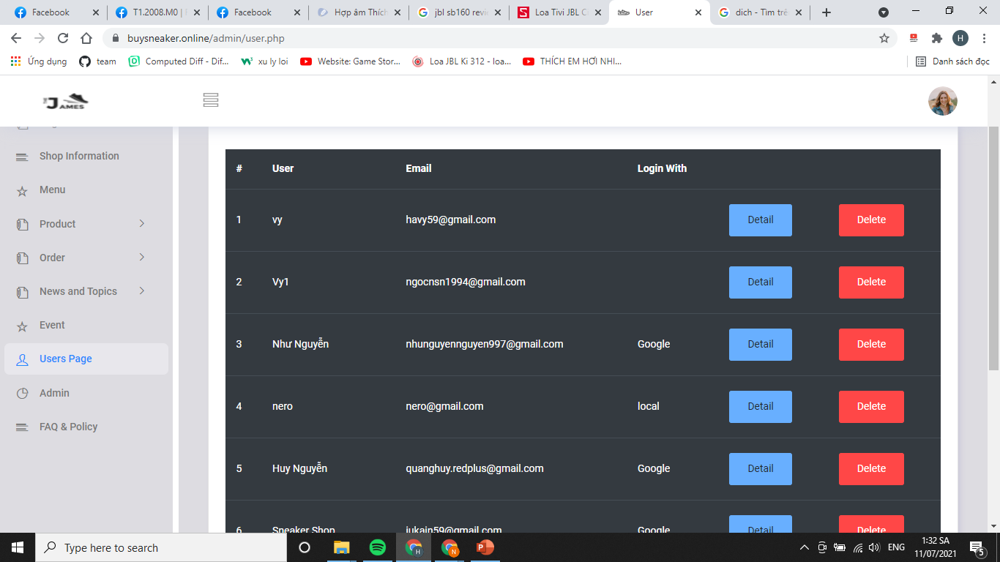 Facebook
T1.2008.M0 |
Facebook
Hợp âm Thích
jbl sb160 revi
Loa Tivi JBL C
User
dich - Tìm trê
buysneaker.online/admin/user.php
H
Ứng dụng
team
Computed Diff - Dif...
xu ly loi
Website: Game Stor...
Loa JBL Ki 312 - loa...
THÍCH EM HƠI NHI...
Danh sách đọc
JAMES
Shop Information
Menu
Product
Order
News and Topics
Event
Users Page
Admin
FAQ & Policy
# User Email Login With
1 vy havy59@gmail.com Detail Delete
2 Vy1 ngocnsn1994@gmail.com Detail Delete
3 Như Nguyễn nhunguyennguyen997@gmail.com Google Detail Delete
4 nero nero@gmail.com local Detail Delete
5 Huy Nguyễn quanghuy.redplus@gmail.com Google Detail Delete
6 Sneaker Shop jukain59@gmail.com Google Detail Delete
Type here to search
ENG
1:32 SA
11/07/2021
5